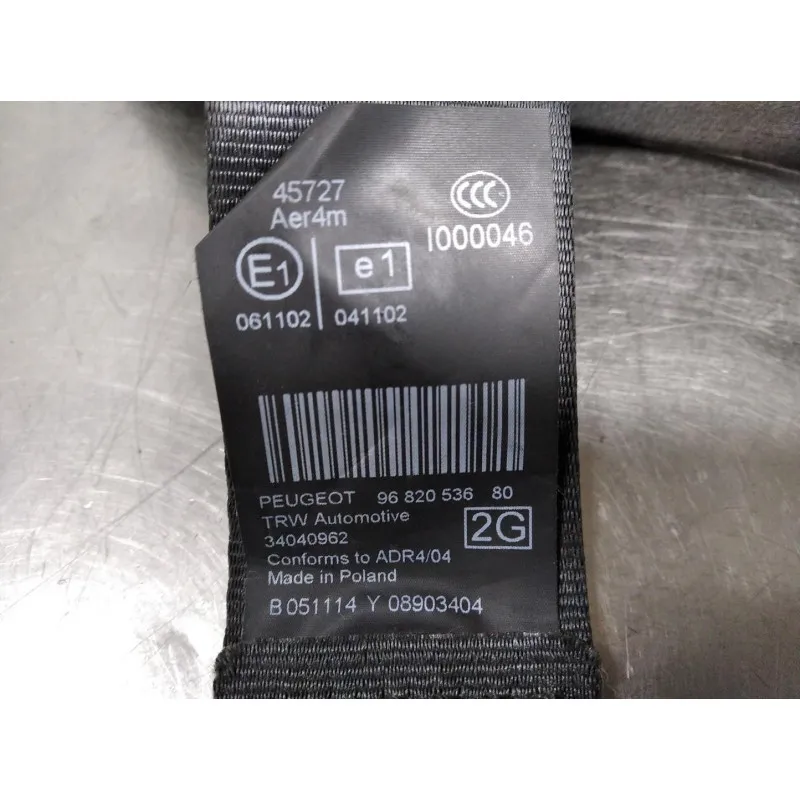 45727
Aer4m
CCC
I000046
E1
e1
061102
041102
PEUGEOT 96 820 536 80
TRW Automotive
34040962
2G
Conforms to ADR4/04
Made in Poland
B 051114 Y 08903404